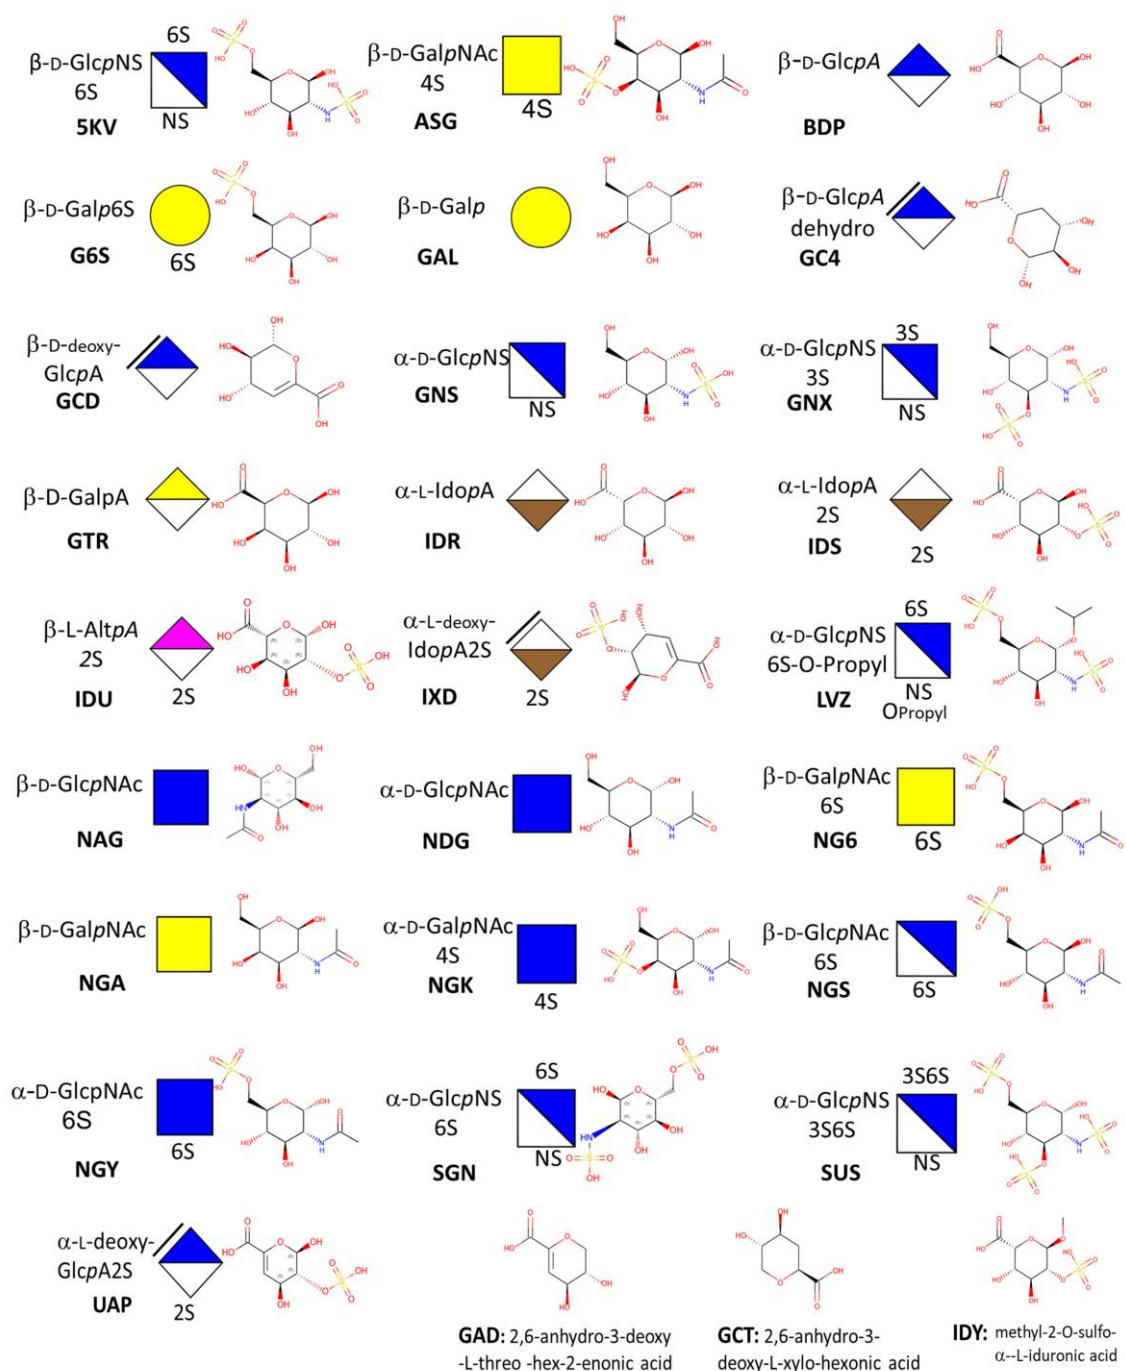 6S
β-D-GlcpNS
6S
5KV
NS
β-D-GalpNAc
4S
ASG
4S
β-D-GlcpA
BDP
β-D-Galp6S
G6S
6S
β-D-Galp
GAL
β-D-GlcpA
dehydro
GC4
β-D-deoxy-
GlcpA
GCD
α-D-GlcpNS
GNS
NS
3S
α-D-GlcpNS
3S
GNX
NS
β-D-GalpA
GTR
α-L-IdopA
IDR
α-L-IdopA
2S
IDS
2S
β-L-AltpA
2S
IDU
2S
α-L-deoxy-
IdopA2S
IXD
2S
6S
α-D-GlcpNS
6S-O-Propyl
LVZ
NS
OPropyl
β-D-GlcpNAc
NAG
α-D-GlcpNAc
NDG
β-D-GalpNAc
6S
NG6
6S
β-D-GalpNAc
NGA
α-D-GalpNAc
4S
NGK
4S
β-D-GlcpNAc
6S
NGS
6S
α-D-GlcpNAc
6S
NGY
6S
6S
α-D-GlcpNS
6S
SGN
NS
3S6S
α-D-GlcpNS
3S6S
SUS
NS
α-L-deoxy-
GlcpA2S
UAP
2S
GAD: 2,6-anhydro-3-deoxy
-L-threo -hex-2-enonic acid
GCT: 2,6-anhydro-3-
deoxy-L-xylo-hexonic acid
IDY: methyl-2-O-sulfo-
α--L-iduronic acid